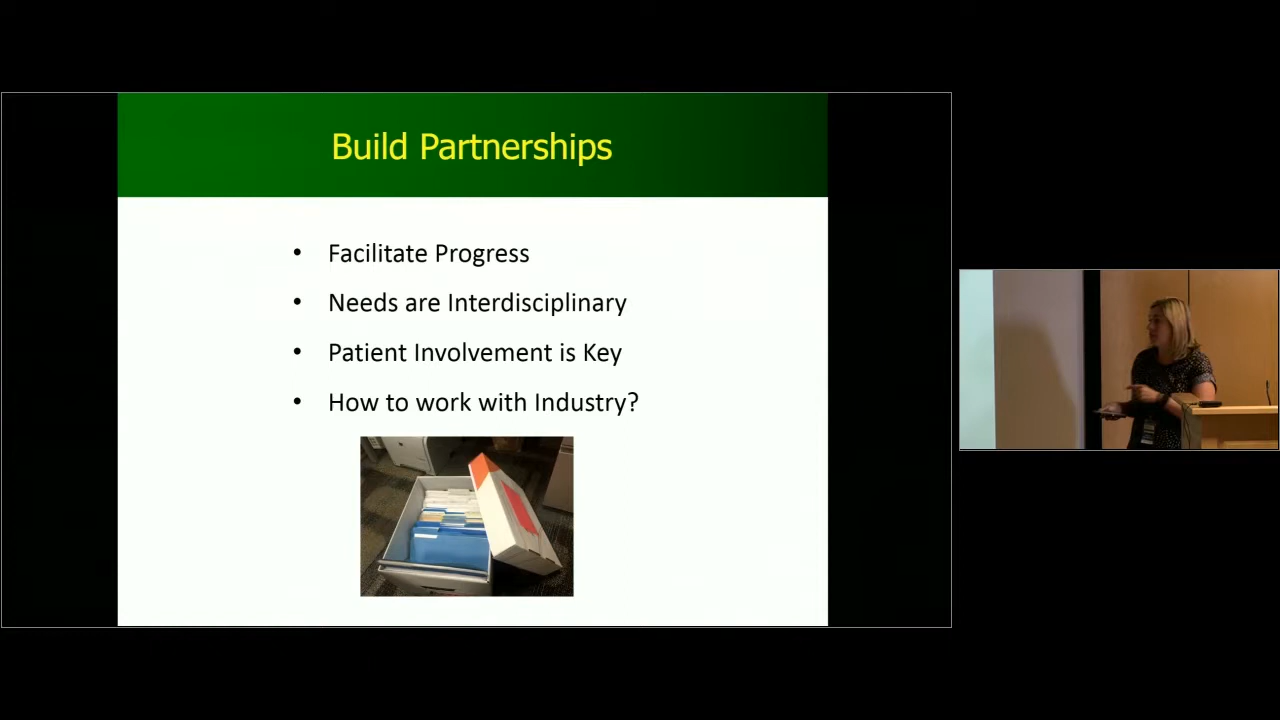 Build Partnerships
• Facilitate Progress
• Needs are Interdisciplinary
• Patient Involvement is Key
• How to work with Industry?